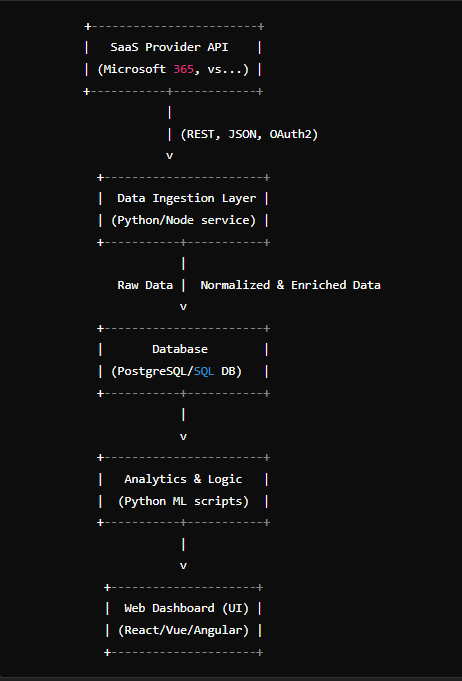 SaaS Provider API
(Microsoft 365, vs...)
(REST, JSON, OAuth2)
v
Data Ingestion Layer
(Python/Node service)
Raw Data | Normalized & Enriched Data
v
Database
(PostgreSQL/SQL DB)
v
Analytics & Logic
(Python ML scripts)
v
Web Dashboard (UI)
(React/Vue/Angular)